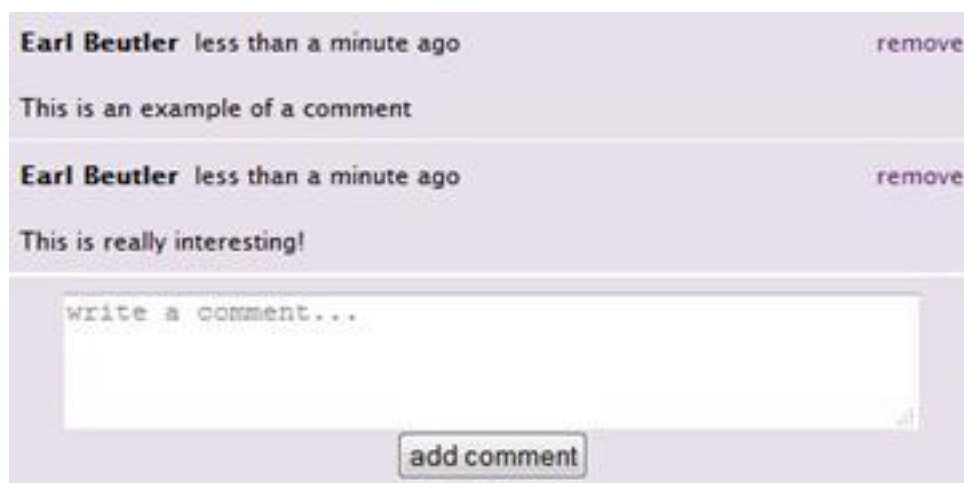 Earl Beutler less than a minute ago remove
This is an example of a comment
Earl Beutler less than a minute ago remove
This is really interesting!
write a comment...
add comment